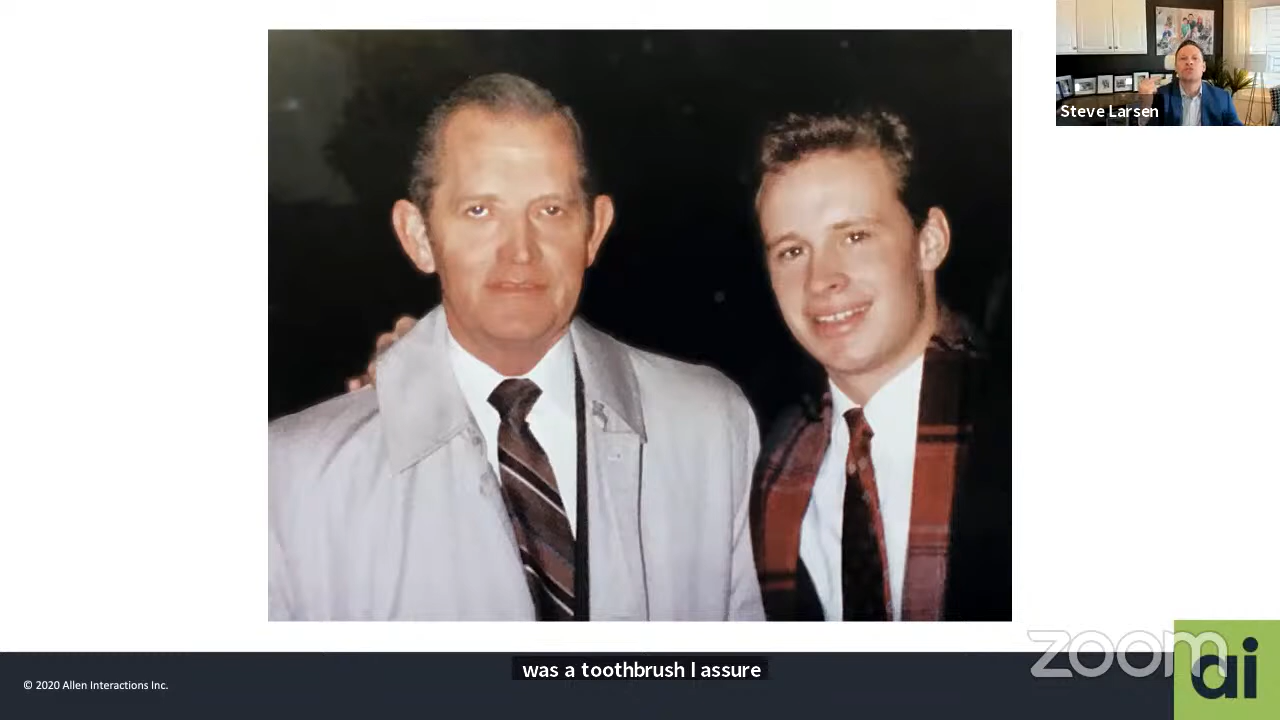 Steve Larsen
was a toothbrush I assure
zoom
© 2020 Allen Interactions Inc.
ai